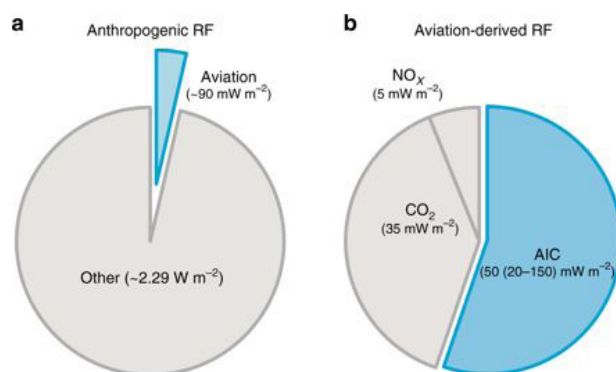 a
Anthropogenic RF
Aviation
(~90 mW m⁻²)
Other (~2.29 W m⁻²)
b
Aviation-derived RF
NOX
(5 mW m⁻²)
CO₂
(35 mW m⁻²)
AIC
(50 (20–150) mW m⁻²)